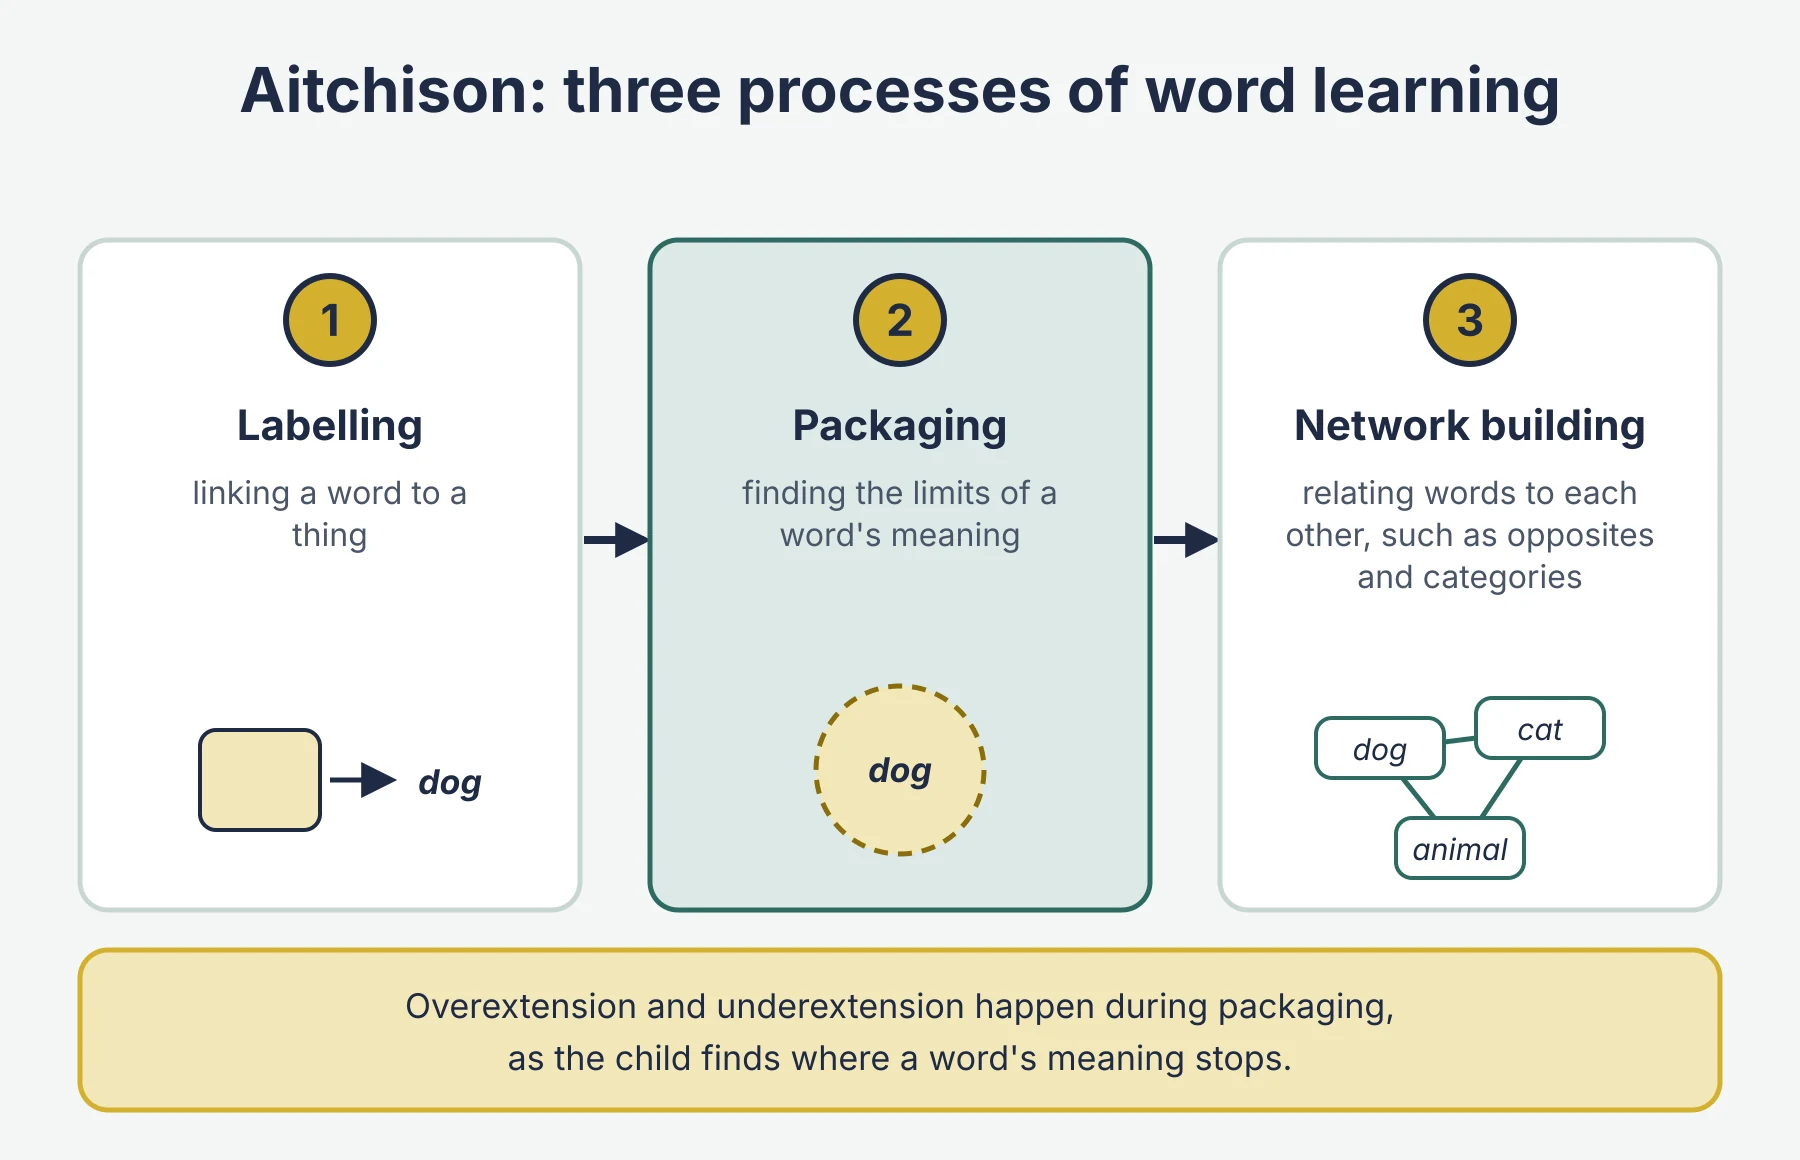 Aitchison: three processes of word learning
1
Labelling
linking a word to a
thing
dog
2
Packaging
finding the limits of a
word's meaning
dog
3
Network building
relating words to each
other, such as opposites
and categories
dog
cat
animal
Overextension and underextension happen during packaging,
as the child finds where a word's meaning stops.